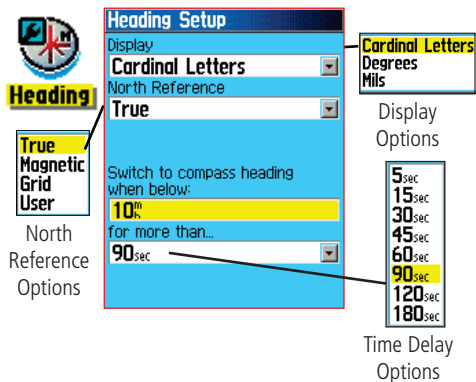 Heading
Heading Setup
Display
Cardinal Letters
North Reference
True
Switch to compass heading
when below:
10 m/h
for more than...
90sec
Cardinal Letters
Degrees
Mils
Display
Options
True
Magnetic
Grid
User
North
Reference
Options
5sec
15sec
30sec
45sec
60sec
90sec
120sec
180sec
Time Delay
Options